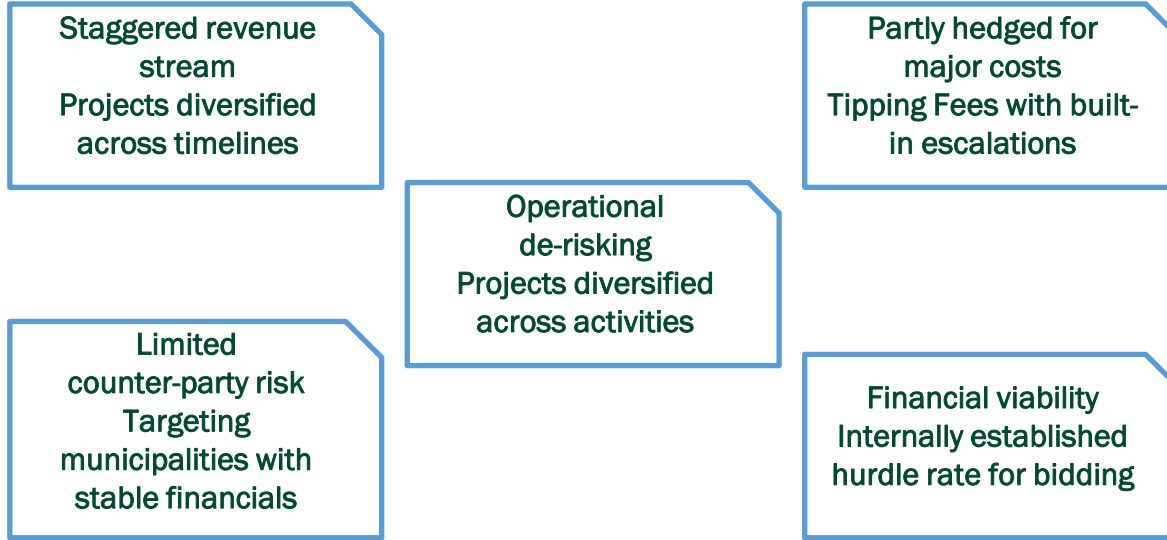 Staggered revenue
stream
Projects diversified
across timelines
Partly hedged for
major costs
Tipping Fees with built-
in escalations
Operational
de-risking
Projects diversified
across activities
Limited
counter-party risk
Targeting
municipalities with
stable financials
Financial viability
Internally established
hurdle rate for bidding